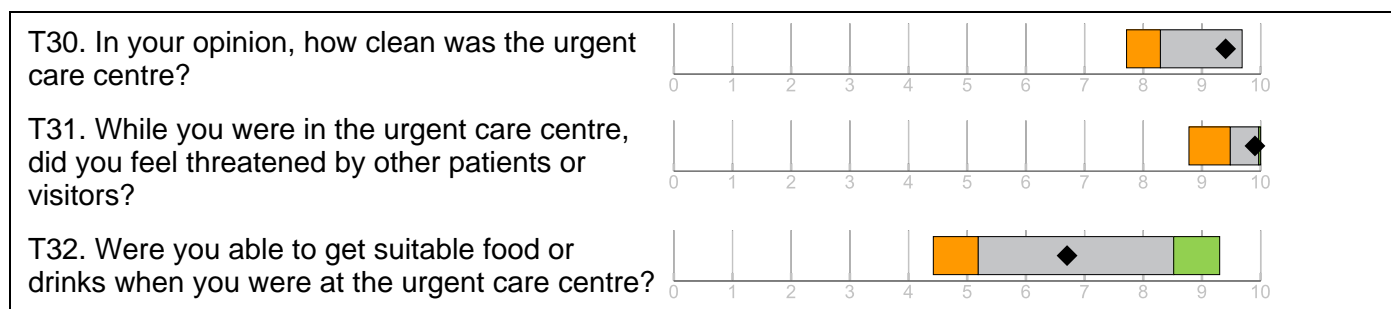 T30. In your opinion, how clean was the urgent
care centre?
0 1 2 3 4 5 6 7 8 9 10
T31. While you were in the urgent care centre,
did you feel threatened by other patients or
visitors?
0 1 2 3 4 5 6 7 8 9 10
T32. Were you able to get suitable food or
drinks when you were at the urgent care centre?
0 1 2 3 4 5 6 7 8 9 10